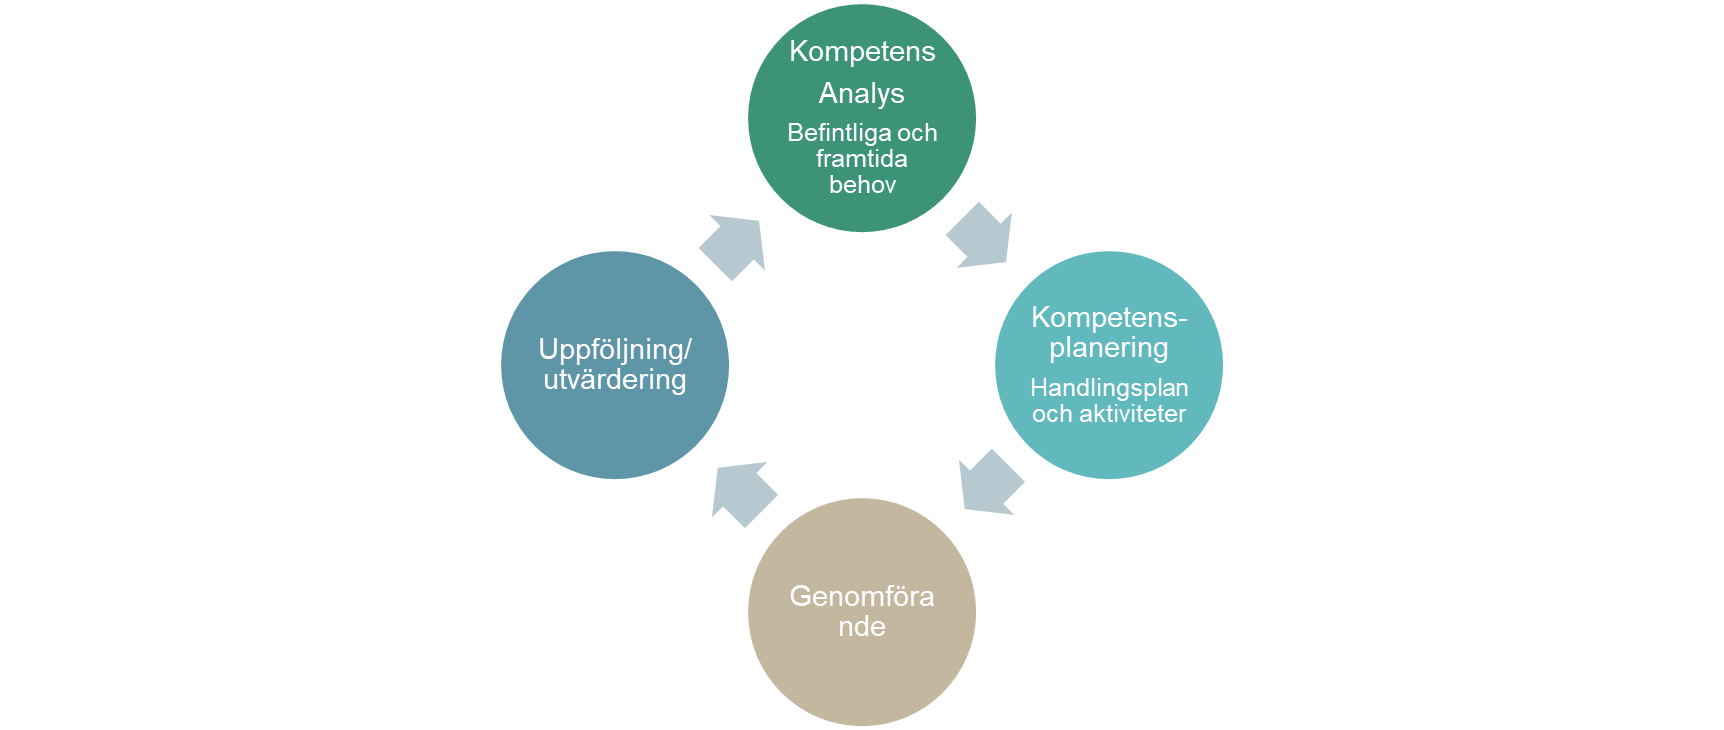 Kompetens
Analys
Befintliga och
framtida
behov
Kompetens-
planering
Handlingsplan
och aktiviteter
Genomföra
nde
Uppföljning/
utvärdering